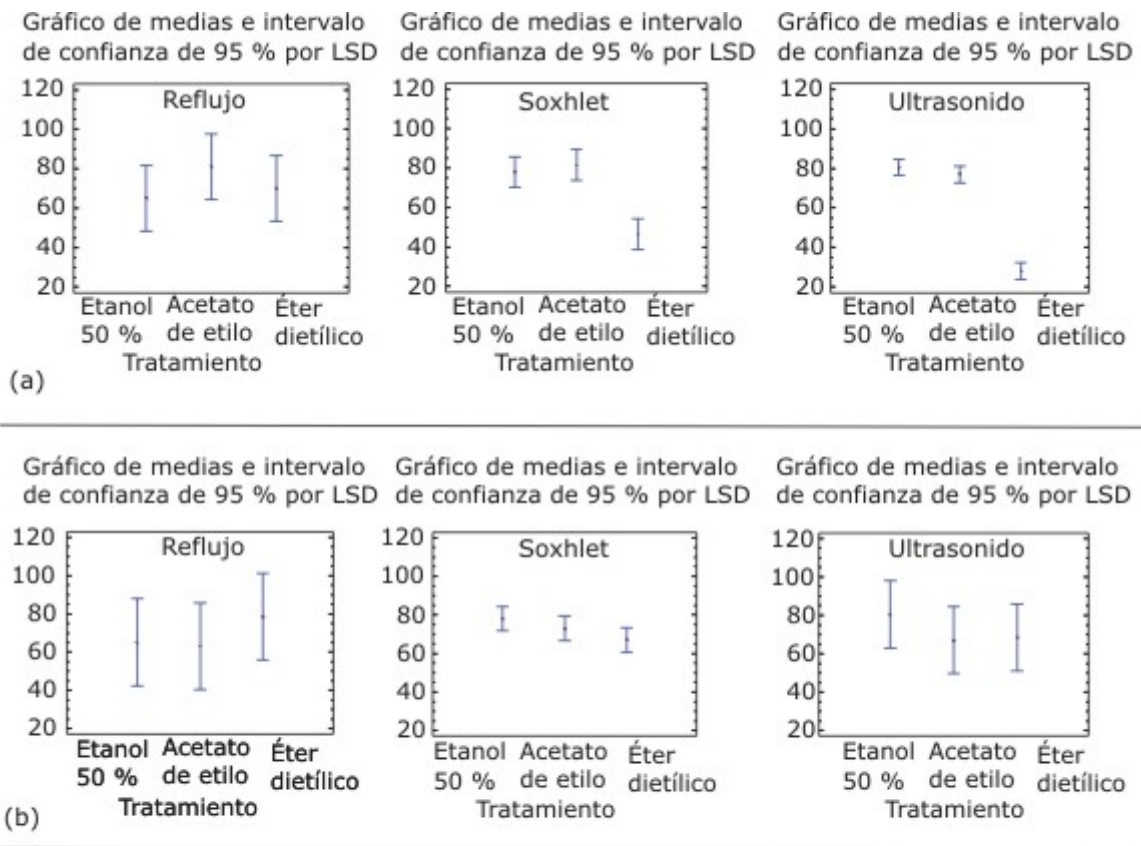 Gráfico de medias e intervalo
de confianza de 95 % por LSD
Reflujo
120
100
80
60
40
20
Etanol Acetato Éter
50 % de etilo dietílico
Tratamiento
Gráfico de medias e intervalo
de confianza de 95 % por LSD
Soxhlet
120
100
80
60
40
20
Etanol Acetato Éter
50 % de etilo dietílico
Tratamiento
Gráfico de medias e intervalo
de confianza de 95 % por LSD
Ultrasonido
120
100
80
60
40
20
Etanol Acetato Éter
50 % de etilo dietílico
Tratamiento
(a)
Gráfico de medias e intervalo
de confianza de 95 % por LSD
Reflujo
120
100
80
60
40
20
Etanol Acetato Éter
50 % de etilo dietílico
Tratamiento
Gráfico de medias e intervalo
de confianza de 95 % por LSD
Soxhlet
120
100
80
60
40
20
Etanol Acetato Éter
50 % de etilo dietílico
Tratamiento
Gráfico de medias e intervalo
de confianza de 95 % por LSD
Ultrasonido
120
100
80
60
40
20
Etanol Acetato Éter
50 % de etilo dietílico
Tratamiento
(b)